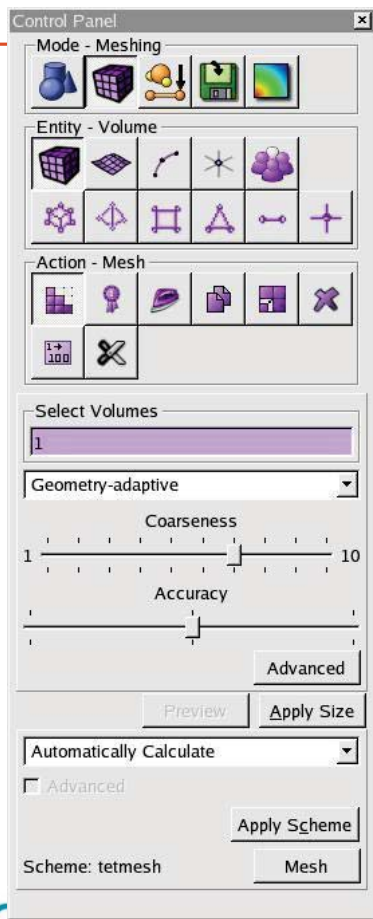 Control Panel
Mode - Meshing
Entity - Volume
Action - Mesh
1
100
Select Volumes
1
Geometry-adaptive
Coarseness
1 10
Accuracy
Advanced
Preview Apply Size
Automatically Calculate
Advanced
Apply Scheme
Scheme: tetmesh Mesh